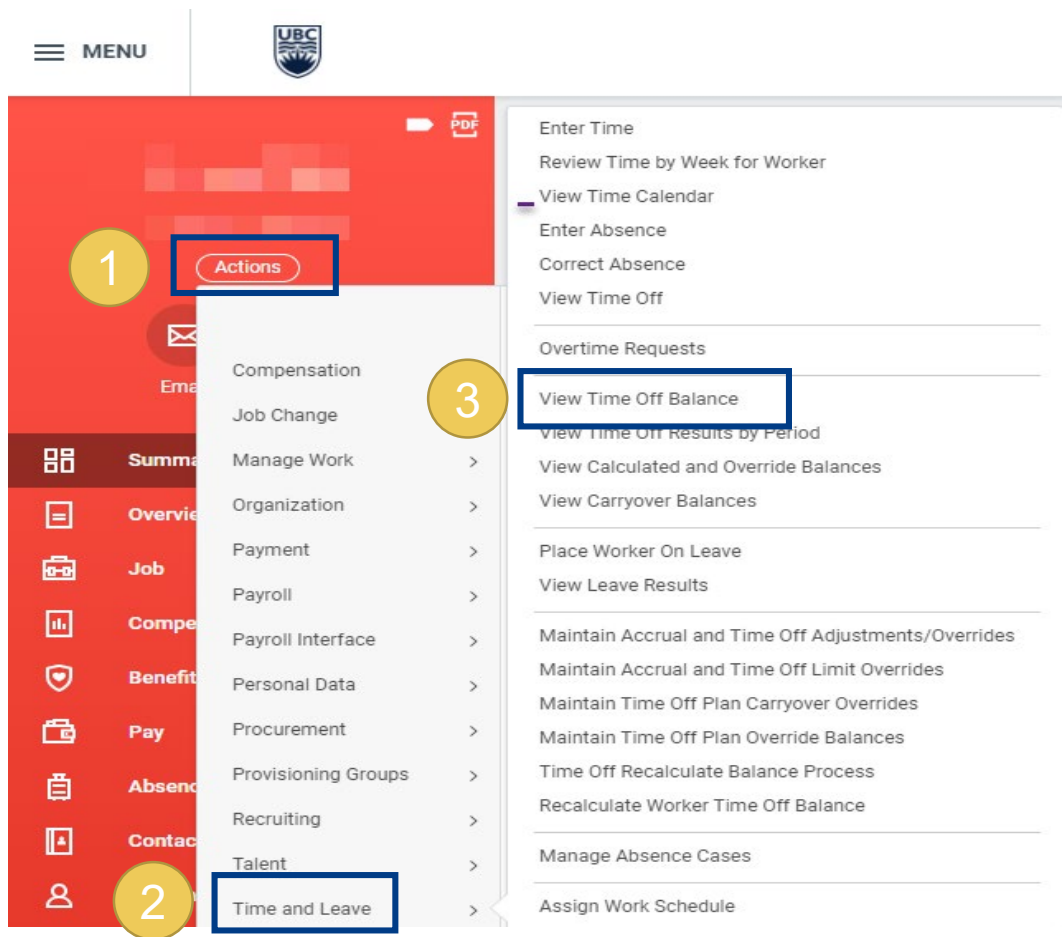 MENU
UBC
PDF
1
Actions
Ema
Summa
Overvie
Job
Compe
Benefit
Pay
Absenc
Contac
2
Compensation
Job Change
Manage Work
Organization
Payment
Payroll
Payroll Interface
Personal Data
Procurement
Provisioning Groups
Recruiting
Talent
Time and Leave
3
Enter Time
Review Time by Week for Worker
View Time Calendar
Enter Absence
Correct Absence
View Time Off
Overtime Requests
View Time Off Balance
View Time Off Results by Period
View Calculated and Override Balances
View Carryover Balances
Place Worker On Leave
View Leave Results
Maintain Accrual and Time Off Adjustments/Overrides
Maintain Accrual and Time Off Limit Overrides
Maintain Time Off Plan Carryover Overrides
Maintain Time Off Plan Override Balances
Time Off Recalculate Balance Process
Recalculate Worker Time Off Balance
Manage Absence Cases
Assign Work Schedule